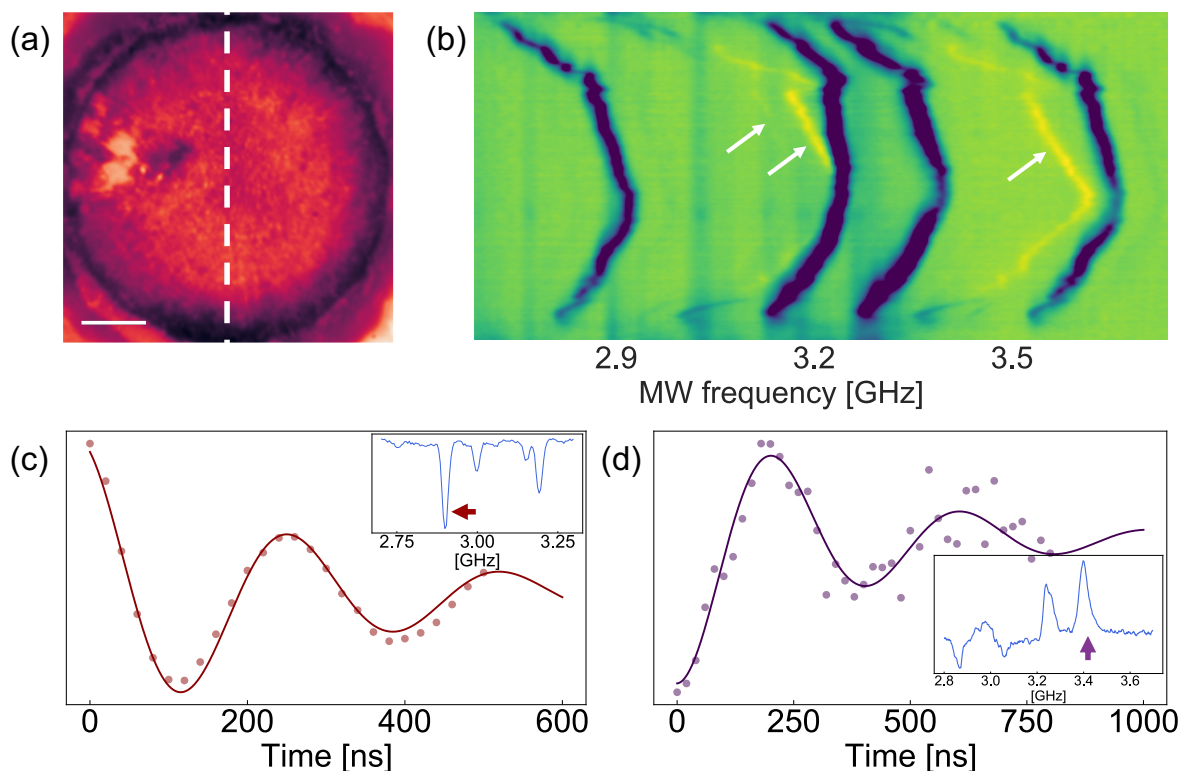 (a)
(b)
2.9 3.2 3.5
MW frequency [GHz]
(c)
2.75 3.00 3.25
[GHz]
0 200 400 600
Time [ns]
(d)
2.8 3.0 3.2 3.4 3.6
[GHz]
0 250 500 750 1000
Time [ns]